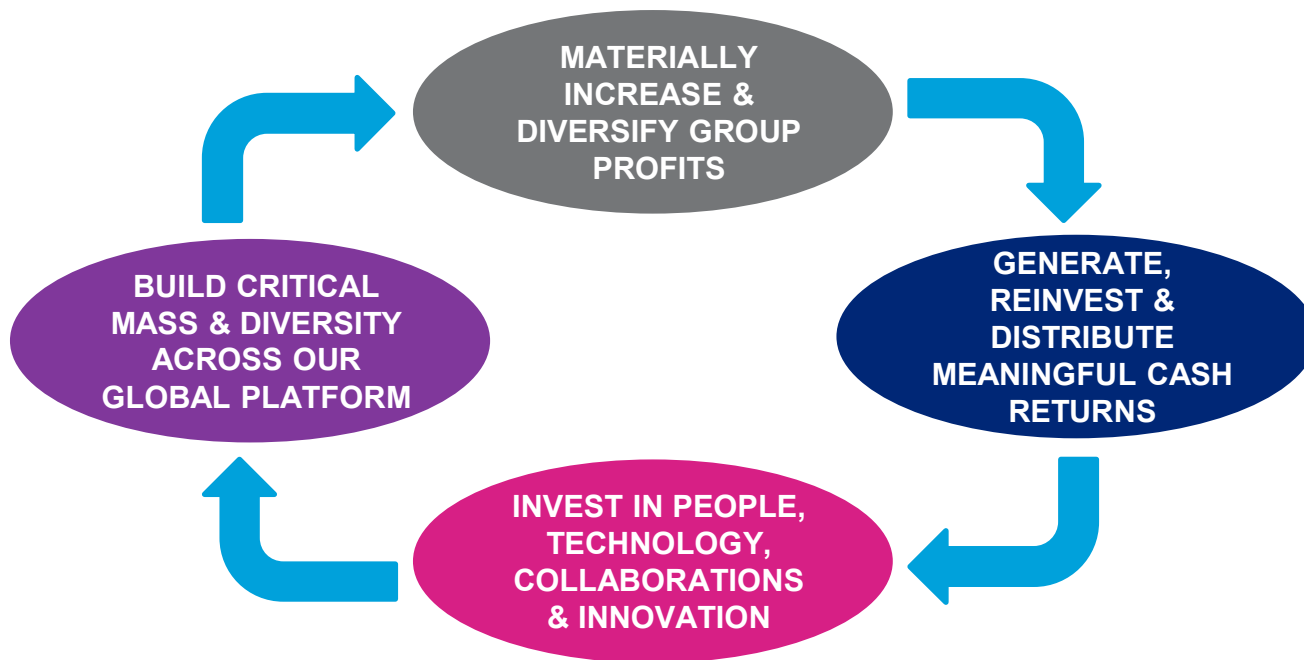 MATERIALLY
INCREASE &
DIVERSIFY GROUP
PROFITS
GENERATE,
REINVEST &
DISTRIBUTE
MEANINGFUL CASH
RETURNS
INVEST IN PEOPLE,
TECHNOLOGY,
COLLABORATIONS
& INNOVATION
BUILD CRITICAL
MASS & DIVERSITY
ACROSS OUR
GLOBAL PLATFORM